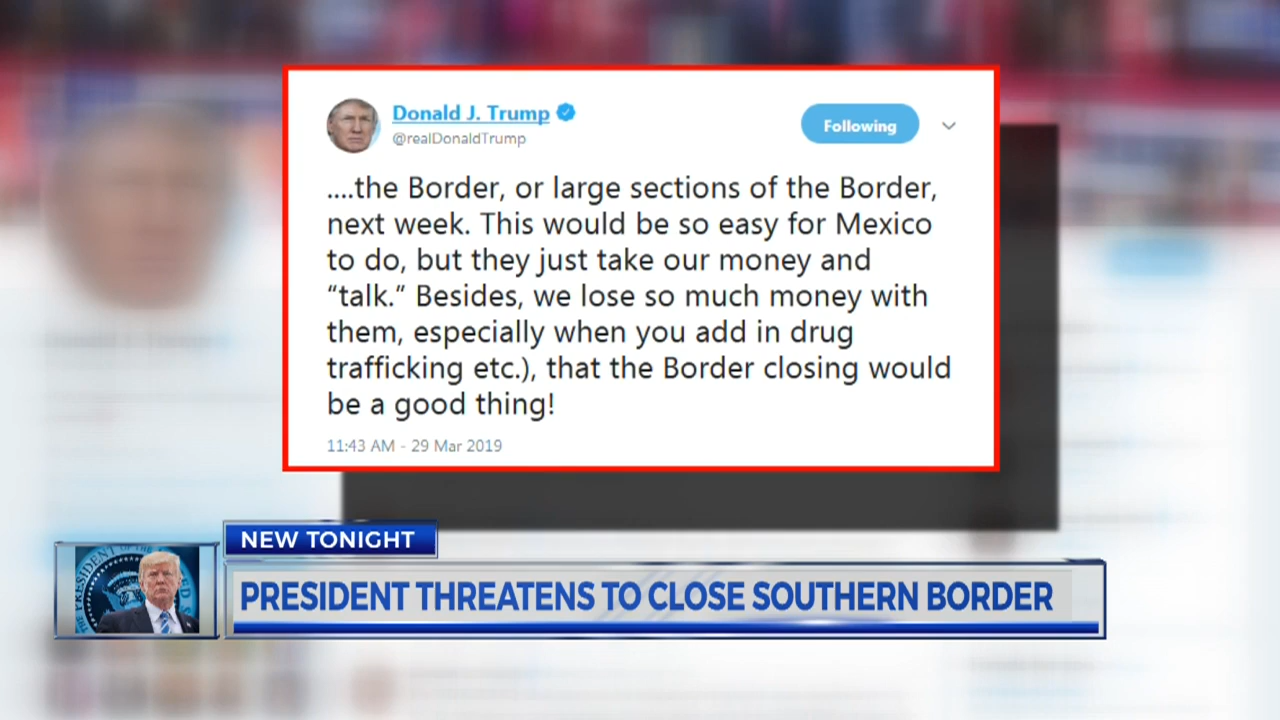 Donald J. Trump
@realDonaldTrump
Following
....the Border, or large sections of the Border,
next week. This would be so easy for Mexico
to do, but they just take our money and
“talk.” Besides, we lose so much money with
them, especially when you add in drug
trafficking etc.), that the Border closing would
be a good thing!
11:43 AM - 29 Mar 2019
NEW TONIGHT
PRESIDENT THREATENS TO CLOSE SOUTHERN BORDER